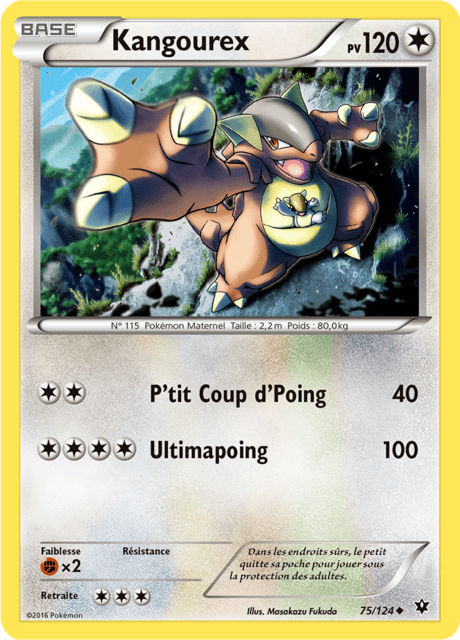 BASE
Kangourex
PV120
N° 115 Pokémon Maternel Taille : 2,2 m Poids : 80,0kg
P'tit Coup d'Poing 40
Ultimapoing 100
Faiblesse Résistance
×2
Retraite
Dans les endroits sûrs, le petit
quitte sa poche pour jouer sous
la protection des adultes.
©2016 Pokémon
Illus. Masakazu Fukuda
75/124